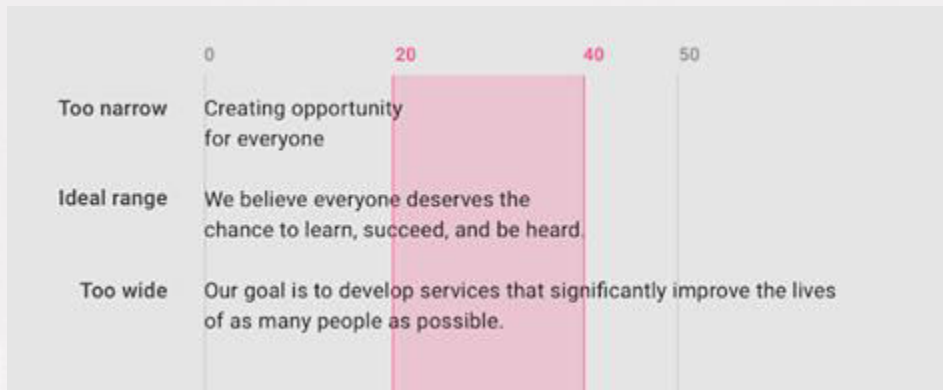 0 20 40 50
Too narrow Creating opportunity
for everyone
Ideal range We believe everyone deserves the
chance to learn, succeed, and be heard.
Too wide Our goal is to develop services that significantly improve the lives
of as many people as possible.